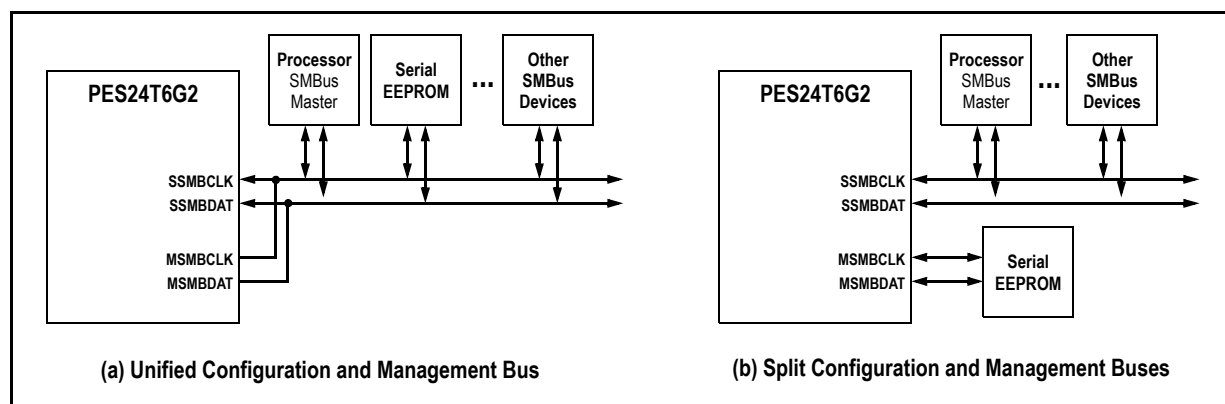 PES24T6G2
Processor
SMBus
Master
Serial
EEPROM
...
Other
SMBus
Devices
SSMBCLK
SSMBDAT
MSMBCLK
MSMBDAT
(a) Unified Configuration and Management Bus
PES24T6G2
Processor
SMBus
Master
...
Other
SMBus
Devices
SSMBCLK
SSMBDAT
MSMBCLK
MSMBDAT
Serial
EEPROM
(b) Split Configuration and Management Buses